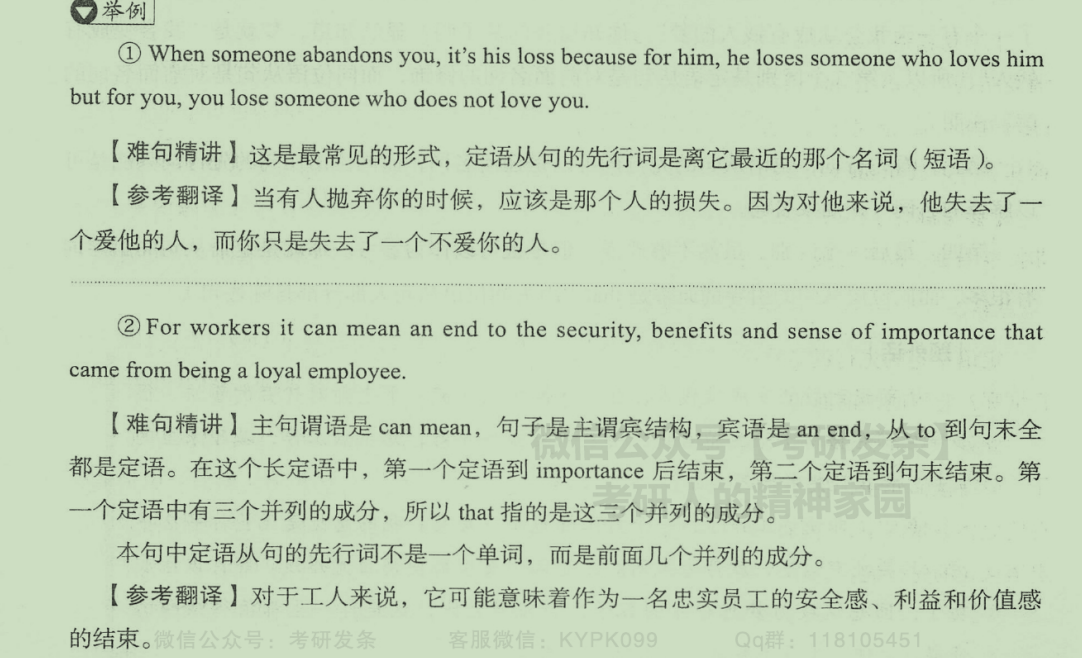 举例
① When someone abandons you, it's his loss because for him, he loses someone who loves him
but for you, you lose someone who does not love you.
【难句精讲】这是最常见的形式，定语从句的先行词是离它最近的那个名词（短语）。
【参考翻译】当有人抛弃你的时候，应该是那个人的损失。因为对他来说，他失去了一
个爱他的人，而你只是失去了一个不爱你的人。
② For workers it can mean an end to the security, benefits and sense of importance that
came from being a loyal employee.
【难句精讲】主句谓语是 can mean，句子是主谓宾结构，宾语是 an end，从 to 到句末全
微信公众号【考研发条】
都是定语。在这个长定语中，第一个定语到 importance 后结束，第二个定语到句末结束。第
考研人的精神家园
一个定语中有三个并列的成分，所以 that 指的是这三个并列的成分。
本句中定语从句的先行词不是一个单词，而是前面几个并列的成分。
【参考翻译】对于工人来说，它可能意味着作为一名忠实员工的安全感、利益和价值感
的结束。
微信公众号：考研发条 客服微信：KYPK099 Qq群：118105451